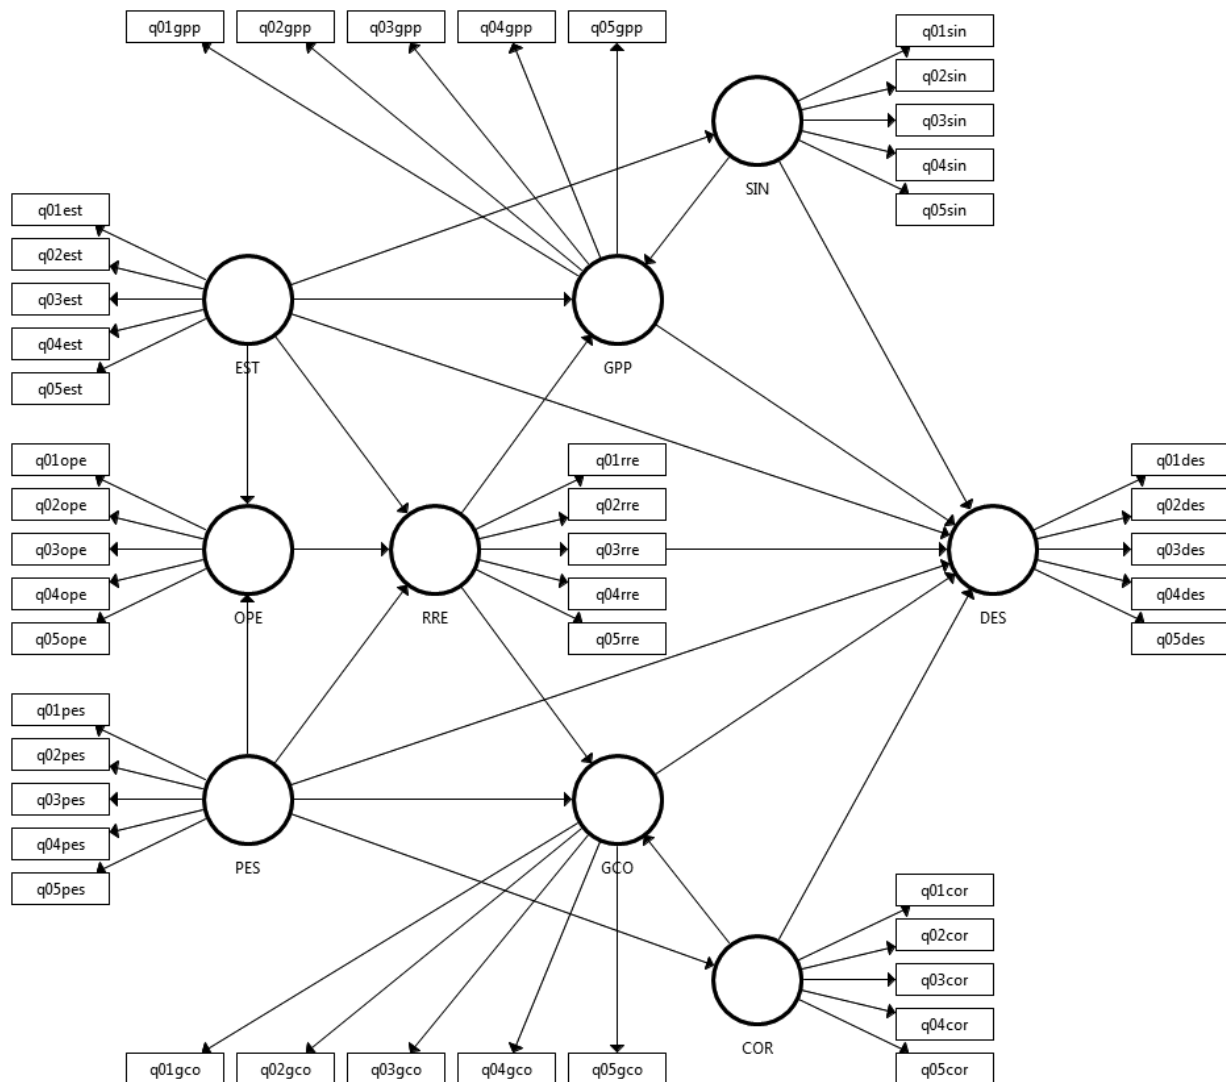 q01gpp
q02gpp
q03gpp
q04gpp
q05gpp
q01sin
q02sin
q03sin
q04sin
q05sin
SIN
q01est
q02est
q03est
q04est
q05est
EST
GPP
q01ope
q02ope
q03ope
q04ope
q05ope
OPE
RRE
q01rre
q02rre
q03rre
q04rre
q05rre
DES
q01des
q02des
q03des
q04des
q05des
q01pes
q02pes
q03pes
q04pes
q05pes
PES
GCO
q01cor
q02cor
q03cor
q04cor
q05cor
COR
q01gco
q02gco
q03gco
q04gco
q05gco